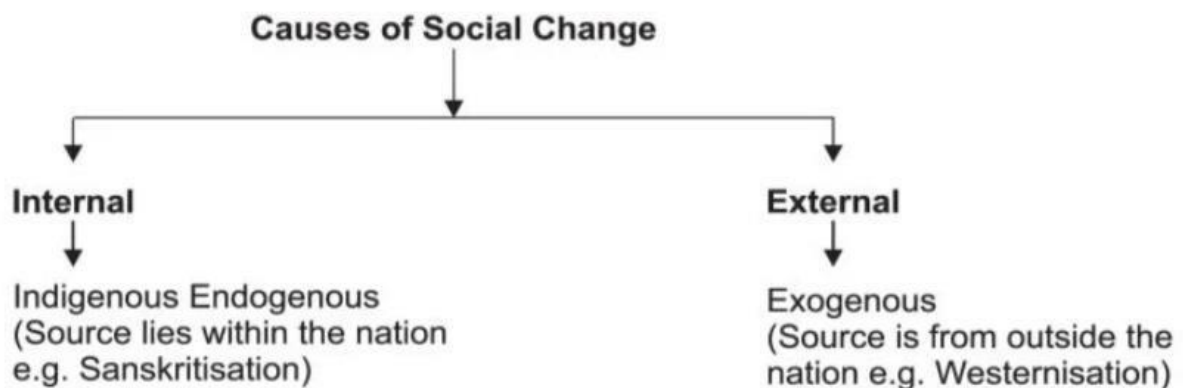 Causes of Social Change
Internal
External
Indigenous Endogenous
(Source lies within the nation
e.g. Sanskritisation)
Exogenous
(Source is from outside the
nation e.g. Westernisation)